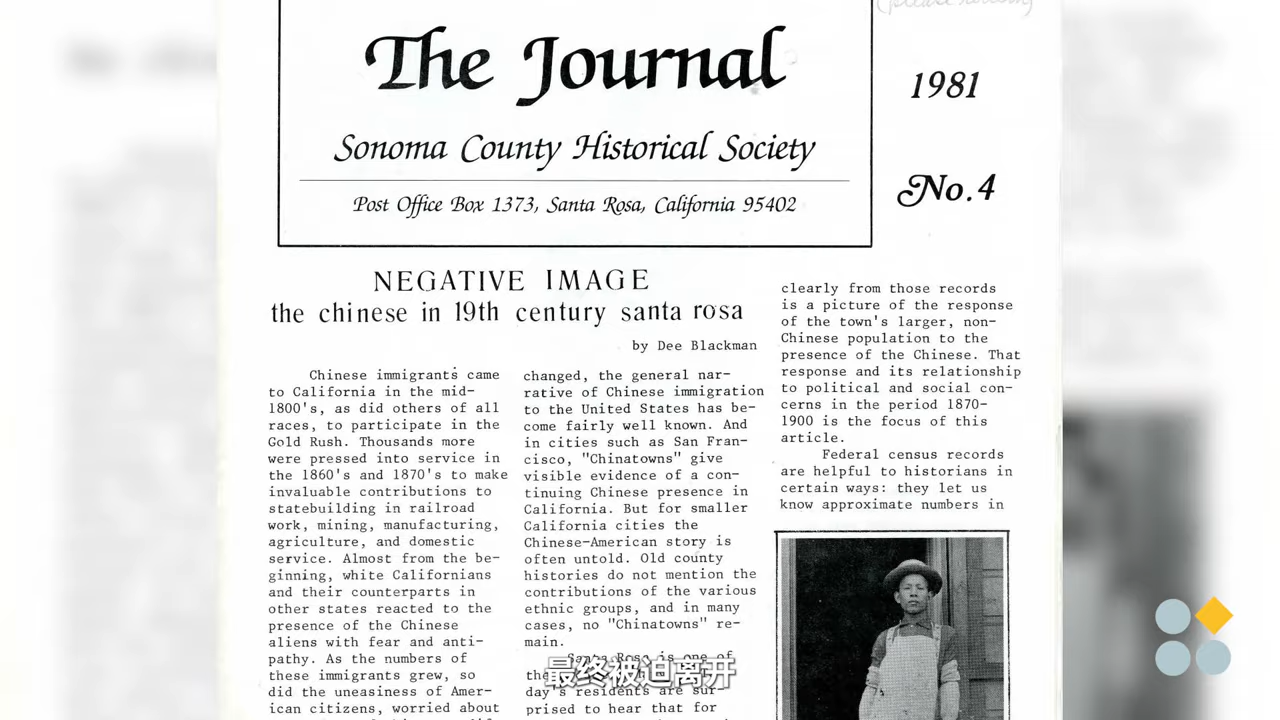 (please return)
The Journal
Sonoma County Historical Society
Post Office Box 1373, Santa Rosa, California 95402
1981
No. 4
NEGATIVE IMAGE
the chinese in 19th century santa rosa
by Dee Blackman
Chinese immigrants came
to California in the mid-
1800's, as did others of all
races, to participate in the
Gold Rush. Thousands more
were pressed into service in
the 1860's and 1870's to make
invaluable contributions to
statebuilding in railroad
work, mining, manufacturing,
agriculture, and domestic
service. Almost from the be-
ginning, white Californians
and their counterparts in
other states reacted to the
presence of the Chinese
aliens with fear and anti-
pathy. As the numbers of
these immigrants grew, so
did the uneasiness of Amer-
ican citizens, worried about
changed, the general nar-
rative of Chinese immigration
to the United States has be-
come fairly well known. And
in cities such as San Fran-
cisco, "Chinatowns" give
visible evidence of a con-
tinuing Chinese presence in
California. But for smaller
California cities the
Chinese-American story is
often untold. Old county
histories do not mention the
contributions of the various
ethnic groups, and in many
cases, no "Chinatowns" re-
main.
Santa Rosa is one of
day's residents are sur-
prised to hear that for
clearly from those records
is a picture of the response
of the town's larger, non-
Chinese population to the
presence of the Chinese. That
response and its relationship
to political and social con-
cerns in the period 1870-
1900 is the focus of this
article.
Federal census records
are helpful to historians in
certain ways: they let us
know approximate numbers in
最终被迫离开